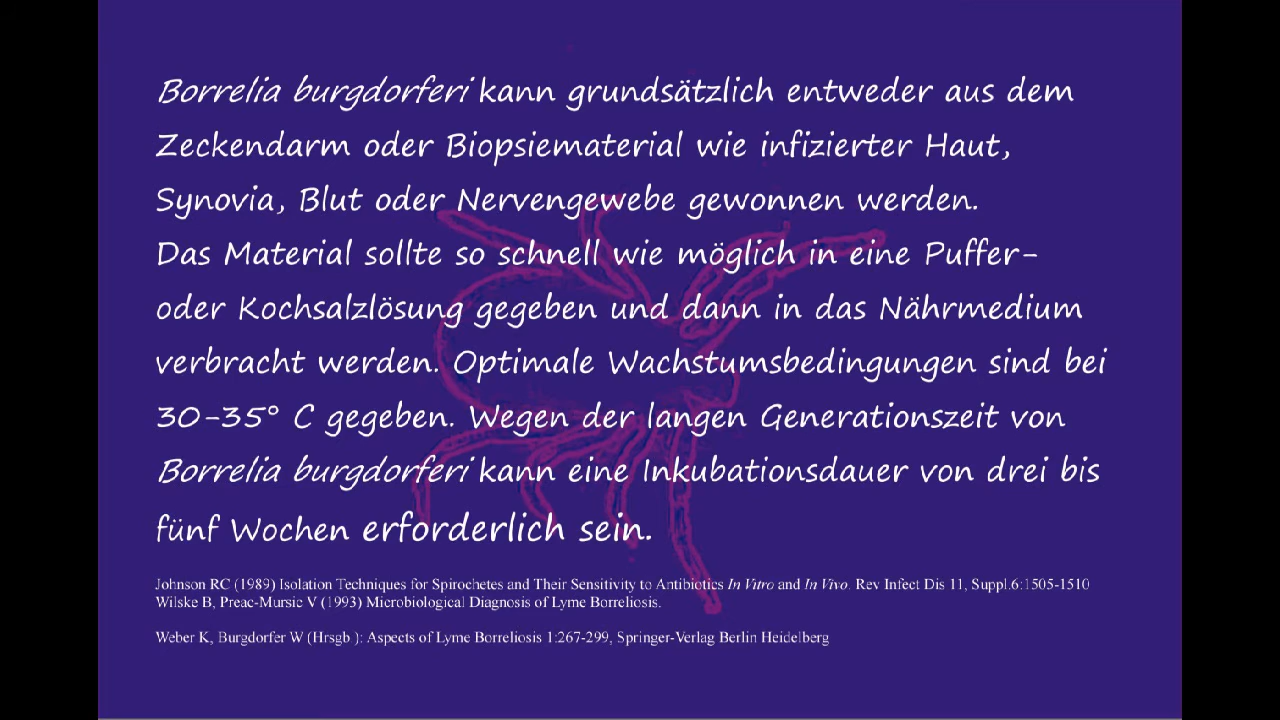 Borrelia burgdorferi kann grundsätzlich entweder aus dem
Zeckendarm oder Biopsiematerial wie infizierter Haut,
Synovia, Blut oder Nervengewebe gewonnen werden.
Das Material sollte so schnell wie möglich in eine Puffer-
oder Kochsalzlösung gegeben und dann in das Nährmedium
verbracht werden. Optimale Wachstumsbedingungen sind bei
30-35° C gegeben. Wegen der langen Generationszeit von
Borrelia burgdorferi kann eine Inkubationsdauer von drei bis
fünf Wochen erforderlich sein.
Johnson RC (1989) Isolation Techniques for Spirochetes and Their Sensitivity to Antibiotics In Vitro and In Vivo. Rev Infect Dis 11, Suppl.6:1505-1510
Wilske B, Preac-Mursic V (1993) Microbiological Diagnosis of Lyme Borreliosis.
Weber K, Burgdorfer W (Hrsgb.): Aspects of Lyme Borreliosis 1:267-299, Springer-Verlag Berlin Heidelberg